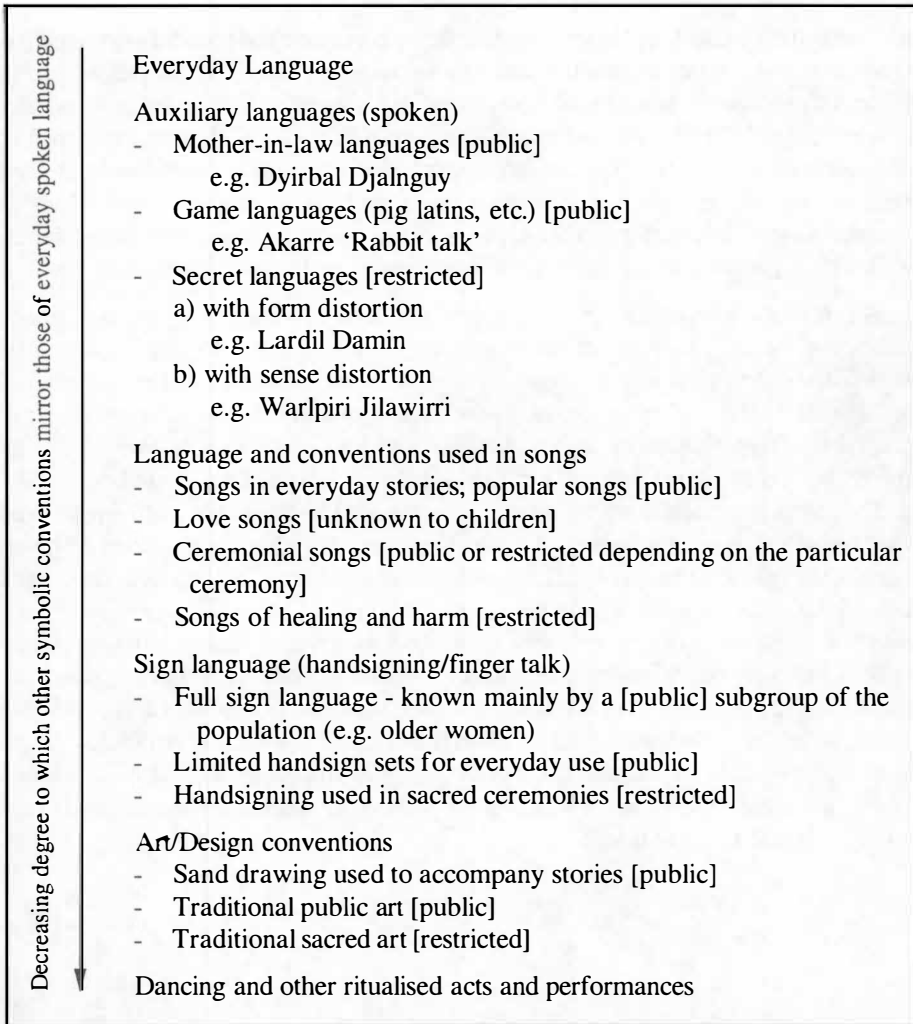 Decreasing degree to which other symbolic conventions mirror those of everyday spoken language
Everyday Language
Auxiliary languages (spoken)
- Mother-in-law languages [public]
e.g. Dyirbal Djalnguy
- Game languages (pig latins, etc.) [public]
e.g. Akarre ‘Rabbit talk’
- Secret languages [restricted]
a) with form distortion
e.g. Lardil Damin
b) with sense distortion
e.g. Warlpiri Jilawirri
Language and conventions used in songs
- Songs in everyday stories; popular songs [public]
- Love songs [unknown to children]
- Ceremonial songs [public or restricted depending on the particular
ceremony]
- Songs of healing and harm [restricted]
Sign language (handsigning/finger talk)
- Full sign language - known mainly by a [public] subgroup of the
population (e.g. older women)
- Limited handsign sets for everyday use [public]
- Handsigning used in sacred ceremonies [restricted]
Art/Design conventions
- Sand drawing used to accompany stories [public]
- Traditional public art [public]
- Traditional sacred art [restricted]
Dancing and other ritualised acts and performances